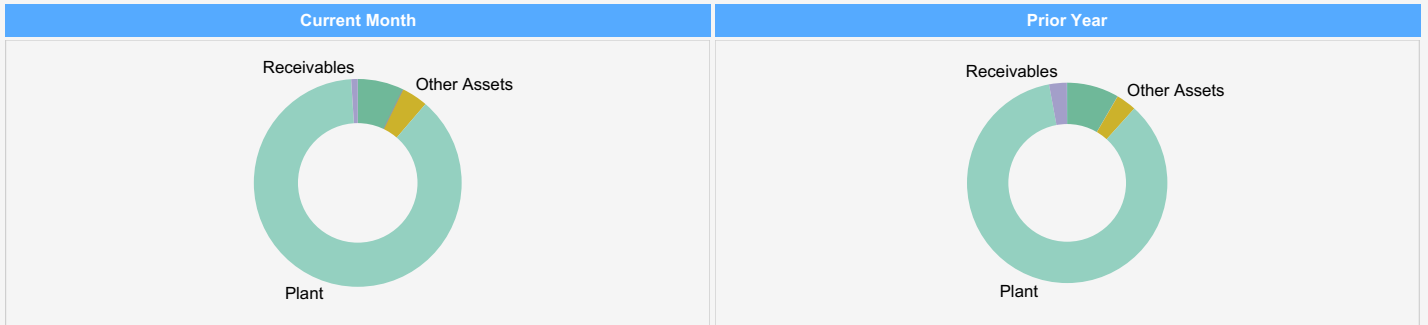 Current Month
Receivables
Other Assets
Plant
Prior Year
Receivables
Other Assets
Plant